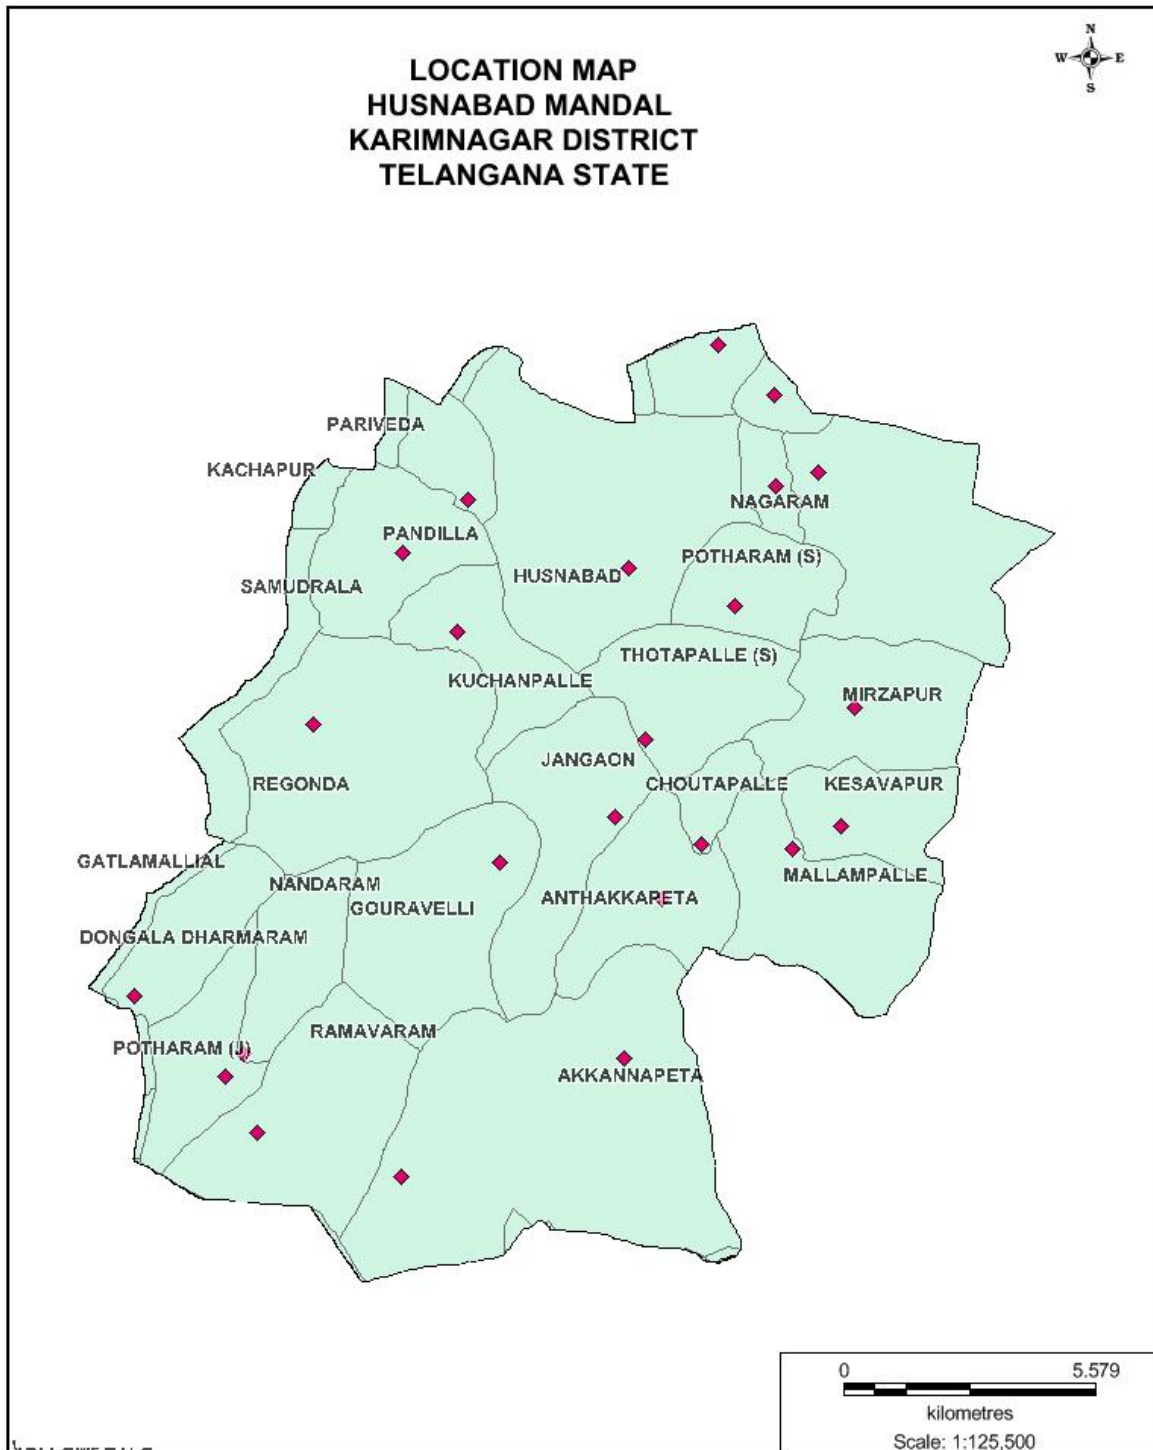 N
W E
S
LOCATION MAP
HUSNABAD MANDAL
KARIMNAGAR DISTRICT
TELANGANA STATE
PARIVEDA
KACHAPUR
NAGARAM
PANDILLA
POTHARAM (S)
HUSNABAD
SAMUDRALA
THOTAPALLE (S)
KUCHANPALLE
MIRZAPUR
JANGAON
REGONDA
CHOUTAPALLE
KESAVAPUR
GATLAMALLIAL
MALLAMPALLE
NANDARAM
ANTHAKKAPETA
GOURAVELLI
DONGALA DHARMARAM
RAMAVARAM
POTHARAM (J)
AKKANNAPETA
0 5.579
kilometres
Scale: 1:125,500